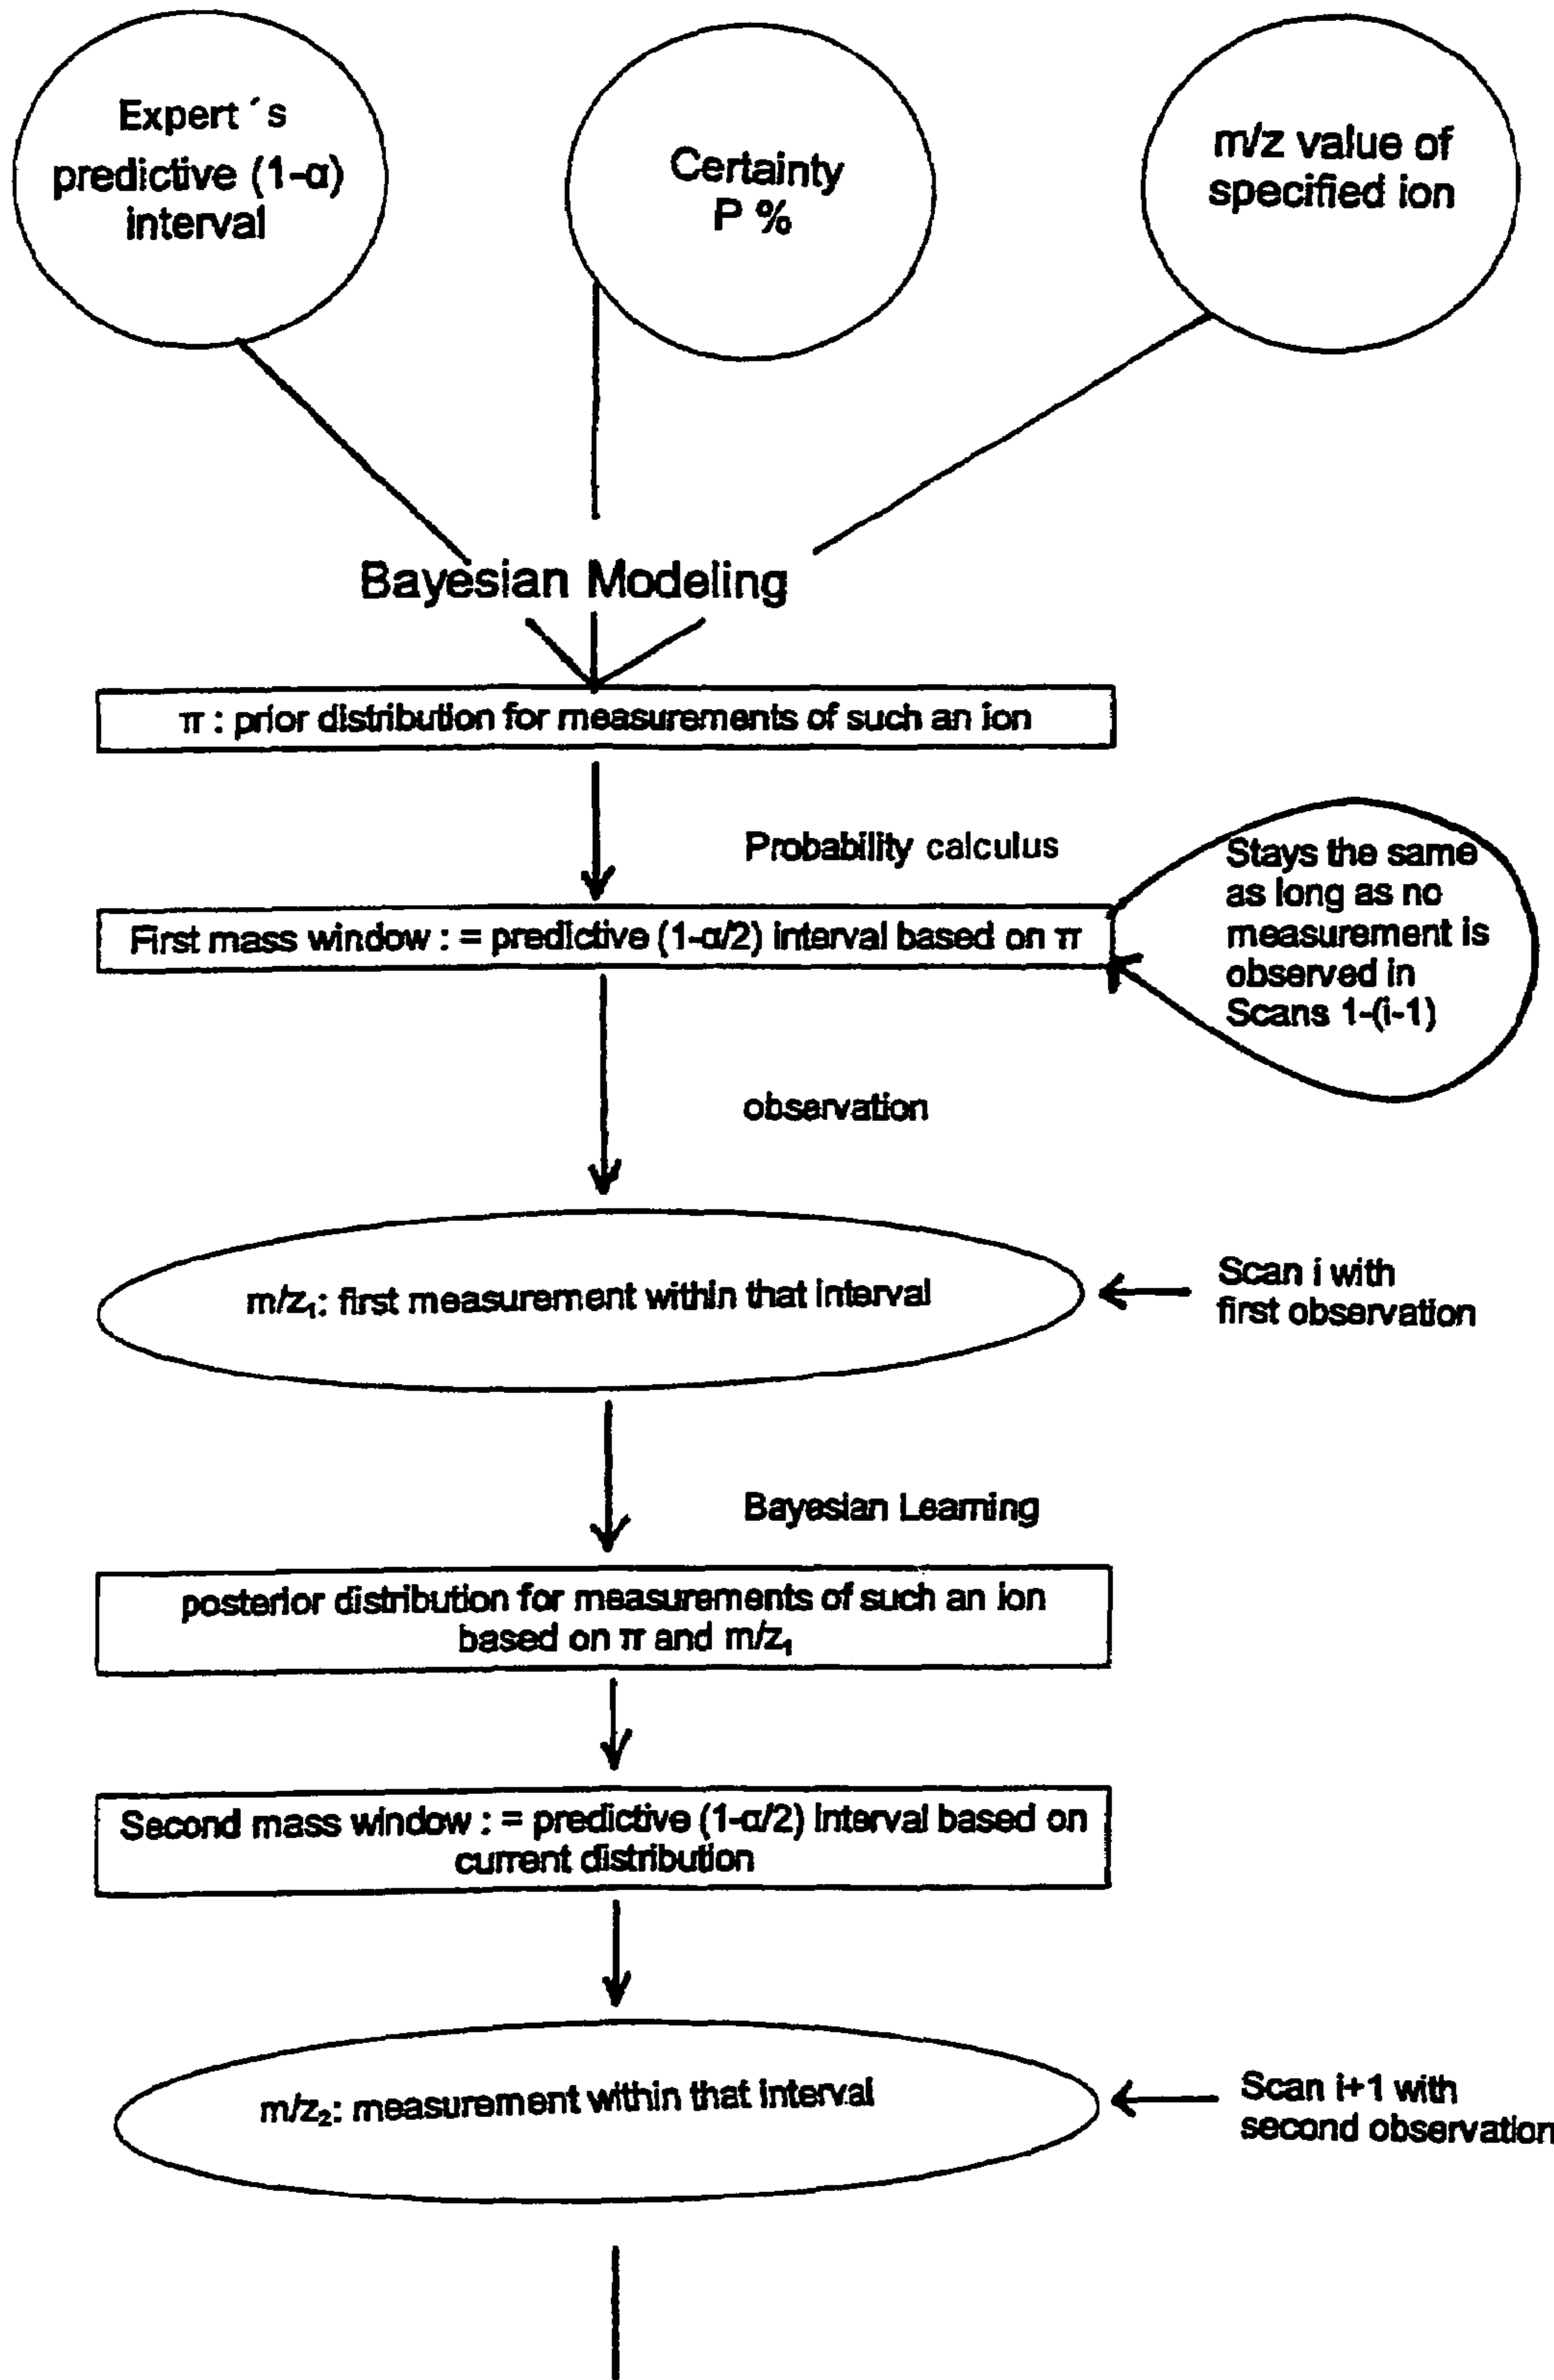 Expert ´s
predictive (1-α)
interval
Certainty
P %
m/z value of
specified ion
Bayesian Modeling
π : prior distribution for measurements of such an ion
Probability calculus
First mass window : = predictive (1-α/2) interval based on π
Stays the same
as long as no
measurement is
observed in
Scans 1-(i-1)
observation
m/z₁: first measurement within that interval
Scan i with
first observation
Bayesian Learning
posterior distribution for measurements of such an ion
based on π and m/z₁
Second mass window : = predictive (1-α/2) interval based on
current distribution
m/z₂: measurement within that interval
Scan i+1 with
second observation